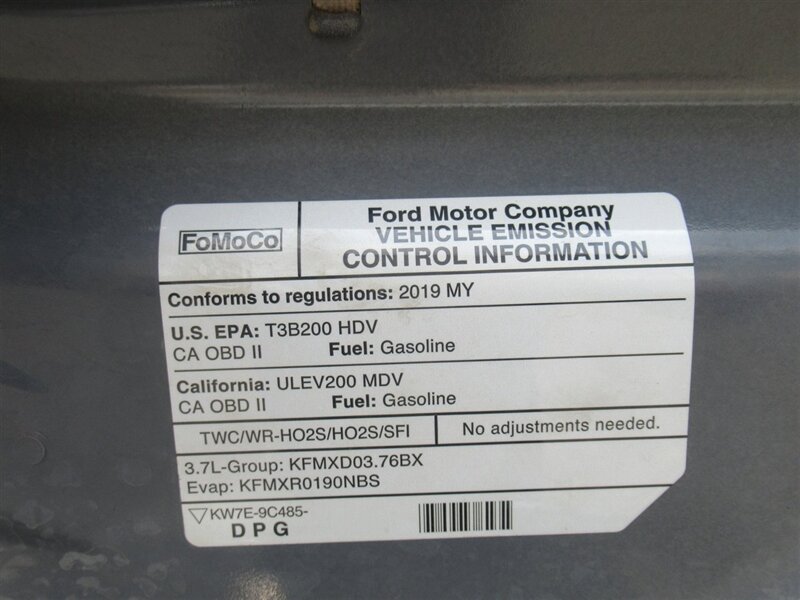 FoMoCo
Ford Motor Company
VEHICLE EMISSION
CONTROL INFORMATION
Conforms to regulations: 2019 MY
U.S. EPA: T3B200 HDV
CA OBD II Fuel: Gasoline
California: ULEV200 MDV
CA OBD II Fuel: Gasoline
TWC/WR-HO2S/HO2S/SFI No adjustments needed.
3.7L-Group: KFMXD03.76BX
Evap: KFMXR0190NBS
▽KW7E-9C485-
DPG